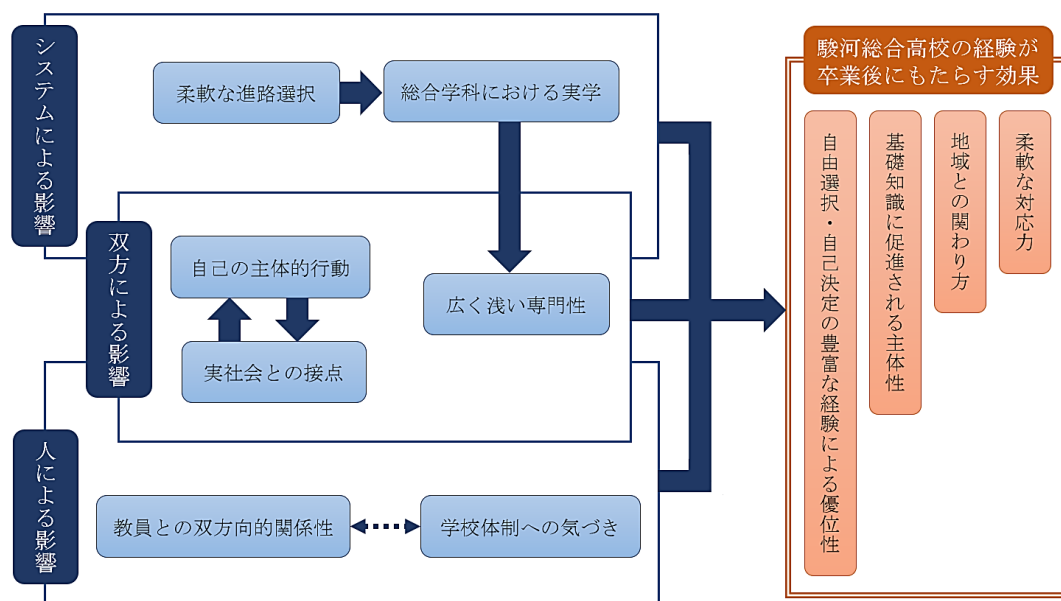 システムによる影響
柔軟な進路選択
総合学科における実学
双方による影響
自己の主体的行動
実社会との接点
広く浅い専門性
人による影響
教員との双方向的関係性
学校体制への気づき
駿河総合高校の経験が
卒業後にもたらす効果
柔軟な対応力
地域との関わり方
基礎知識に促進される主体性
自由選択・自己決定の豊富な経験による優位性